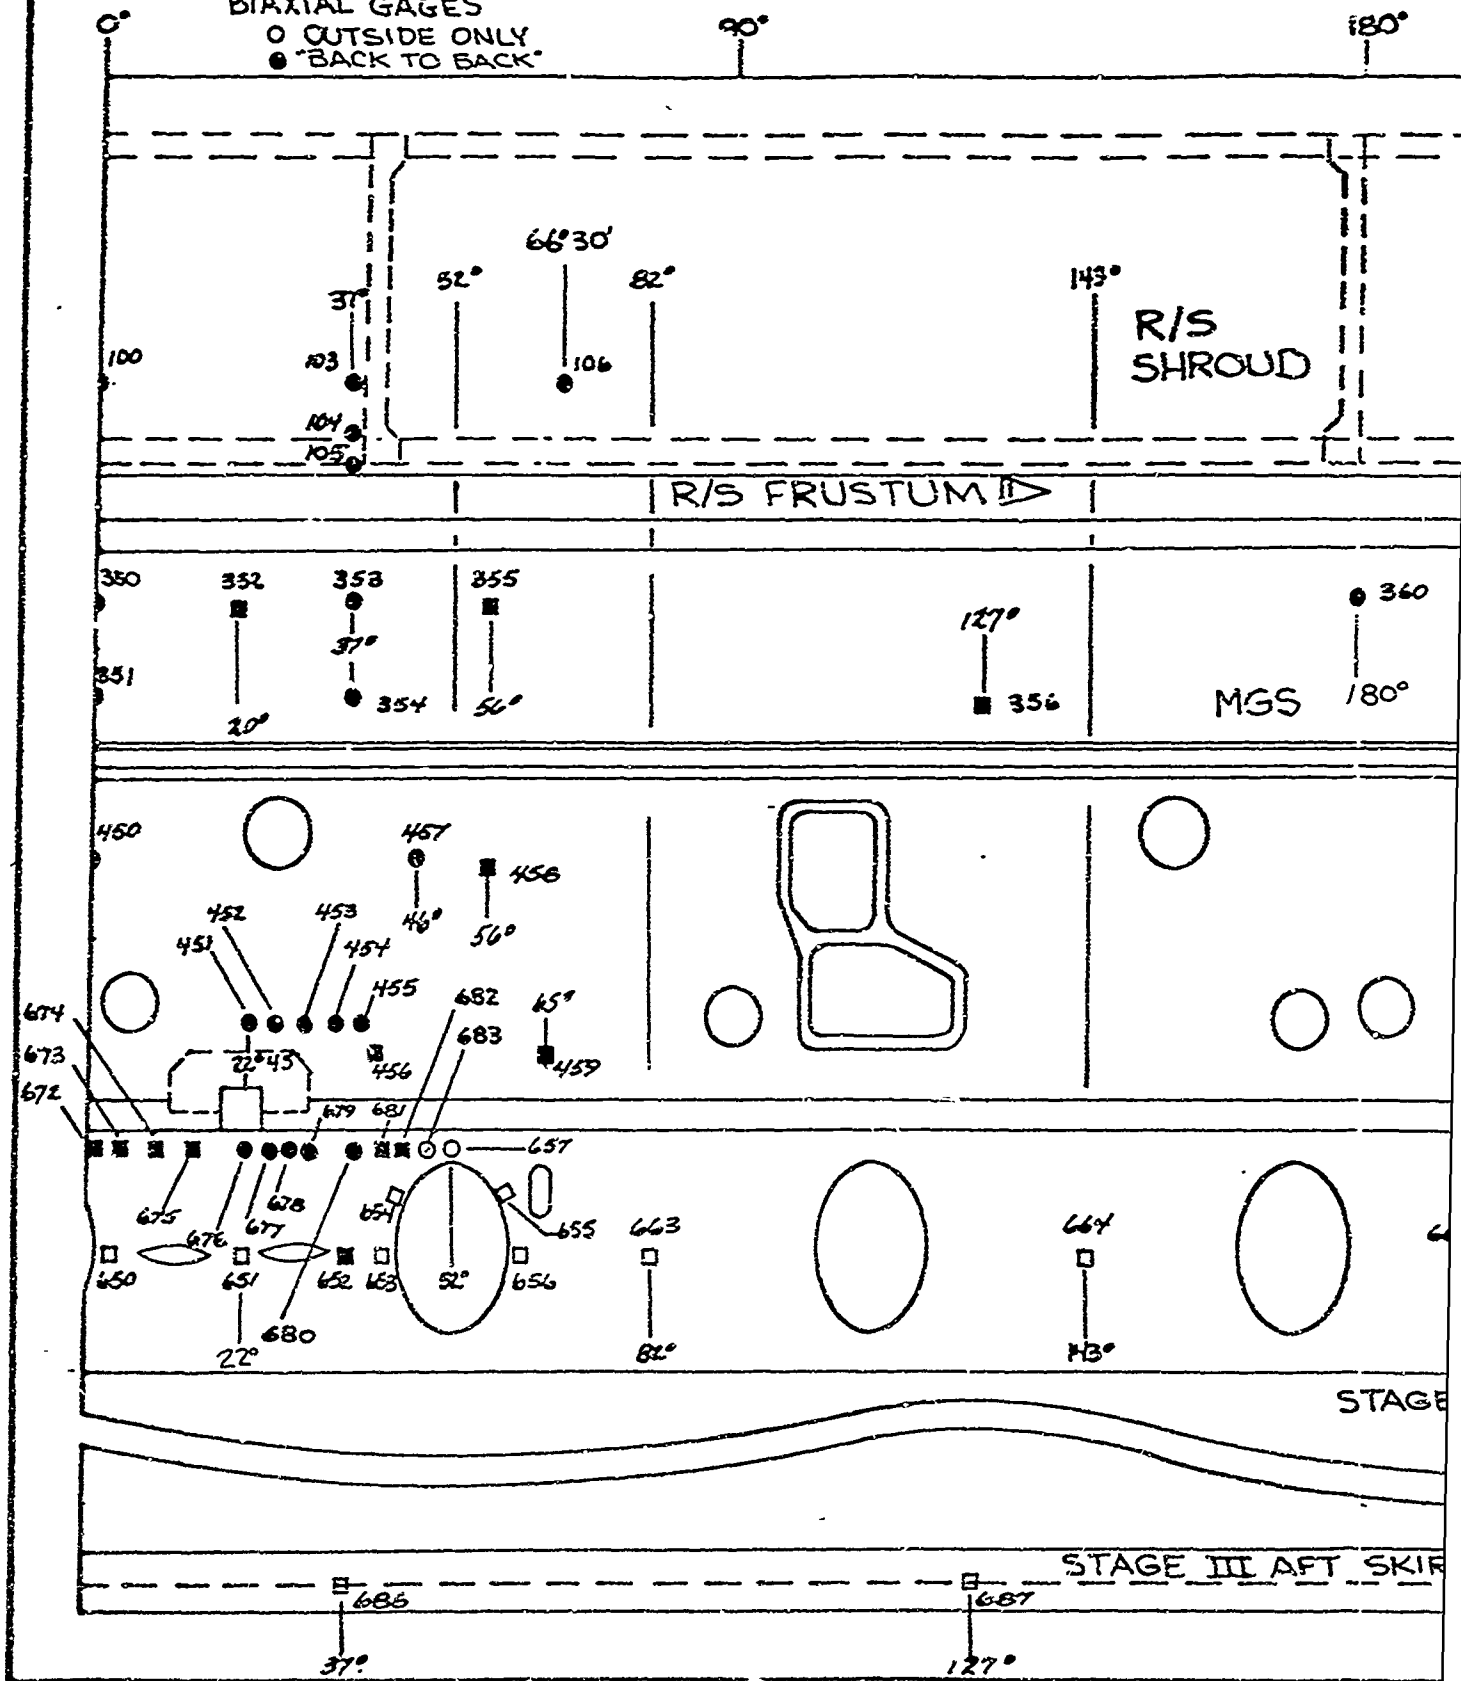 BIAXIAL GAGES
O OUTSIDE ONLY
● "BACK TO BACK"
0° 90° 180°
66°30'
37° 52° 82° 143°
R/S
SHROUD
100 103 106
104
105
R/S FRUSTUM
350 352 353 355 360
37° 127°
351 354 356
20° 56° MGS 180°
450 457 458
452 453 46° 56°
451 454
455 682 65°
674 683
673 22°45' 456 459
672 679 681
657
675 676 677 678 654 655 663 664
650 651 652 653 52° 656
680
22° 82° 143°
STAGE
STAGE III AFT SKIR
686 687
37° 127°